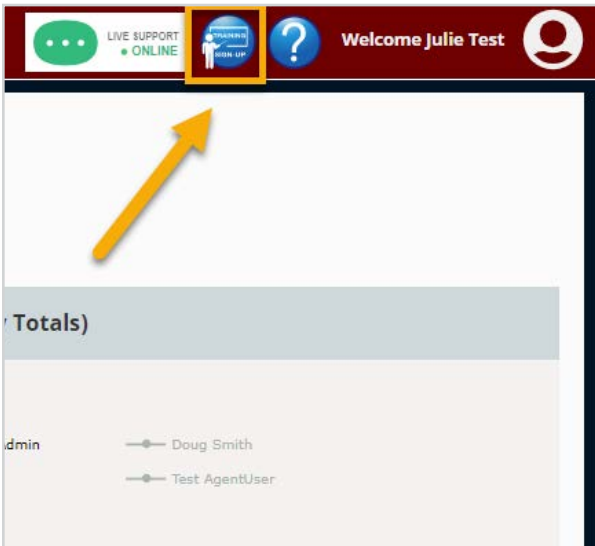 LIVE SUPPORT
• ONLINE
TRAINING
SIGN-UP
?
Welcome Julie Test
Totals)
dmin
Doug Smith
Test AgentUser